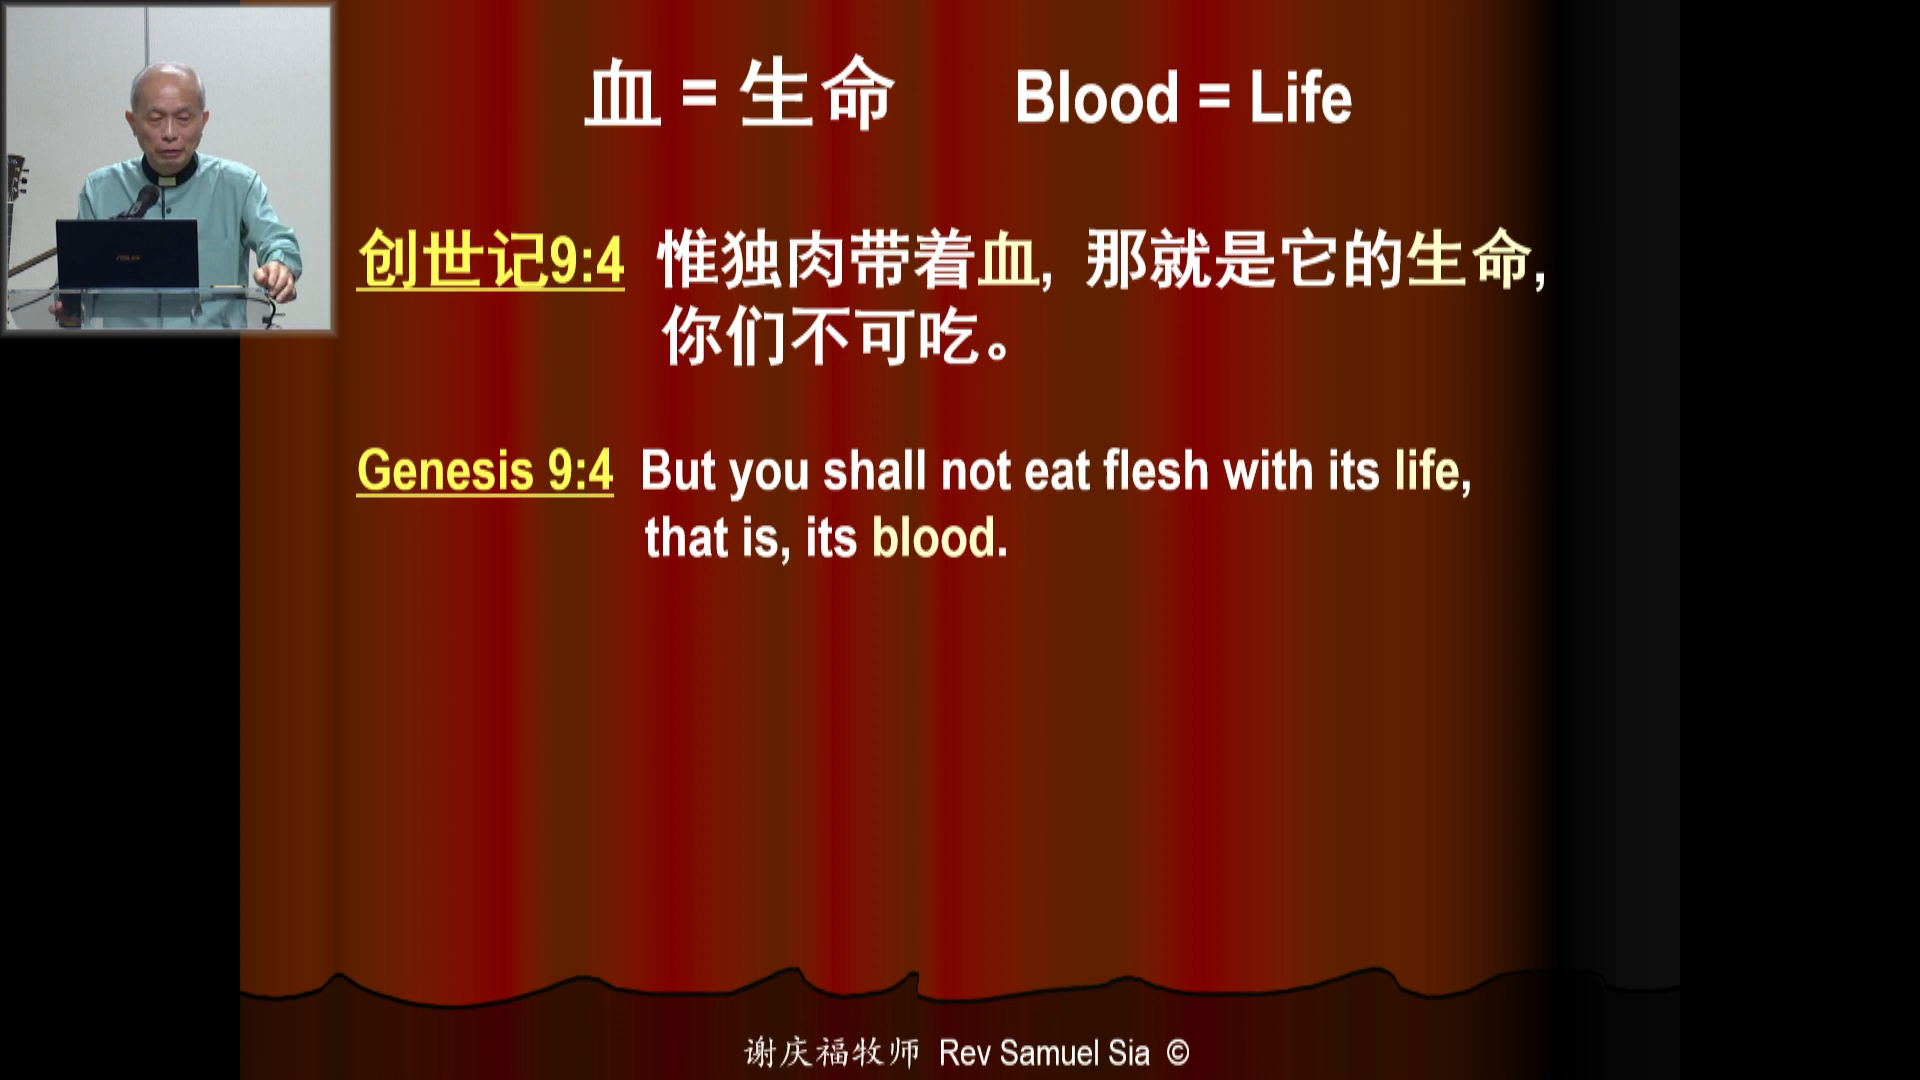 血 = 生命 Blood = Life
创世记9:4 惟独肉带着血, 那就是它的生命,
你们不可吃。
Genesis 9:4 But you shall not eat flesh with its life,
that is, its blood.
谢庆福牧师 Rev Samuel Sia ©